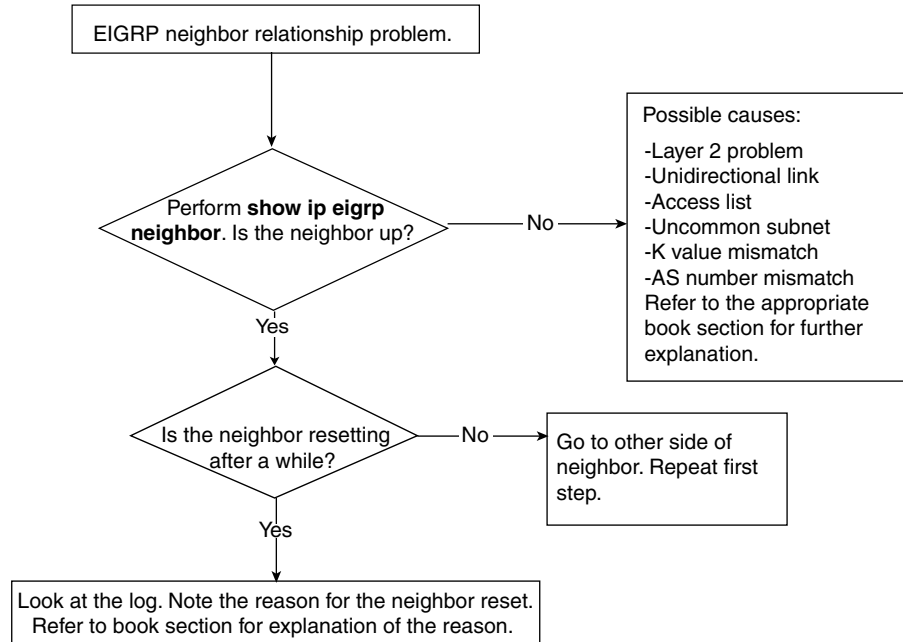 EIGRP neighbor relationship problem.
Perform show ip eigrp
neighbor. Is the neighbor up?
No
Possible causes:
-Layer 2 problem
-Unidirectional link
-Access list
-Uncommon subnet
-K value mismatch
-AS number mismatch
Refer to the appropriate
book section for further
explanation.
Yes
Is the neighbor resetting
after a while?
No
Go to other side of
neighbor. Repeat first
step.
Yes
Look at the log. Note the reason for the neighbor reset.
Refer to book section for explanation of the reason.